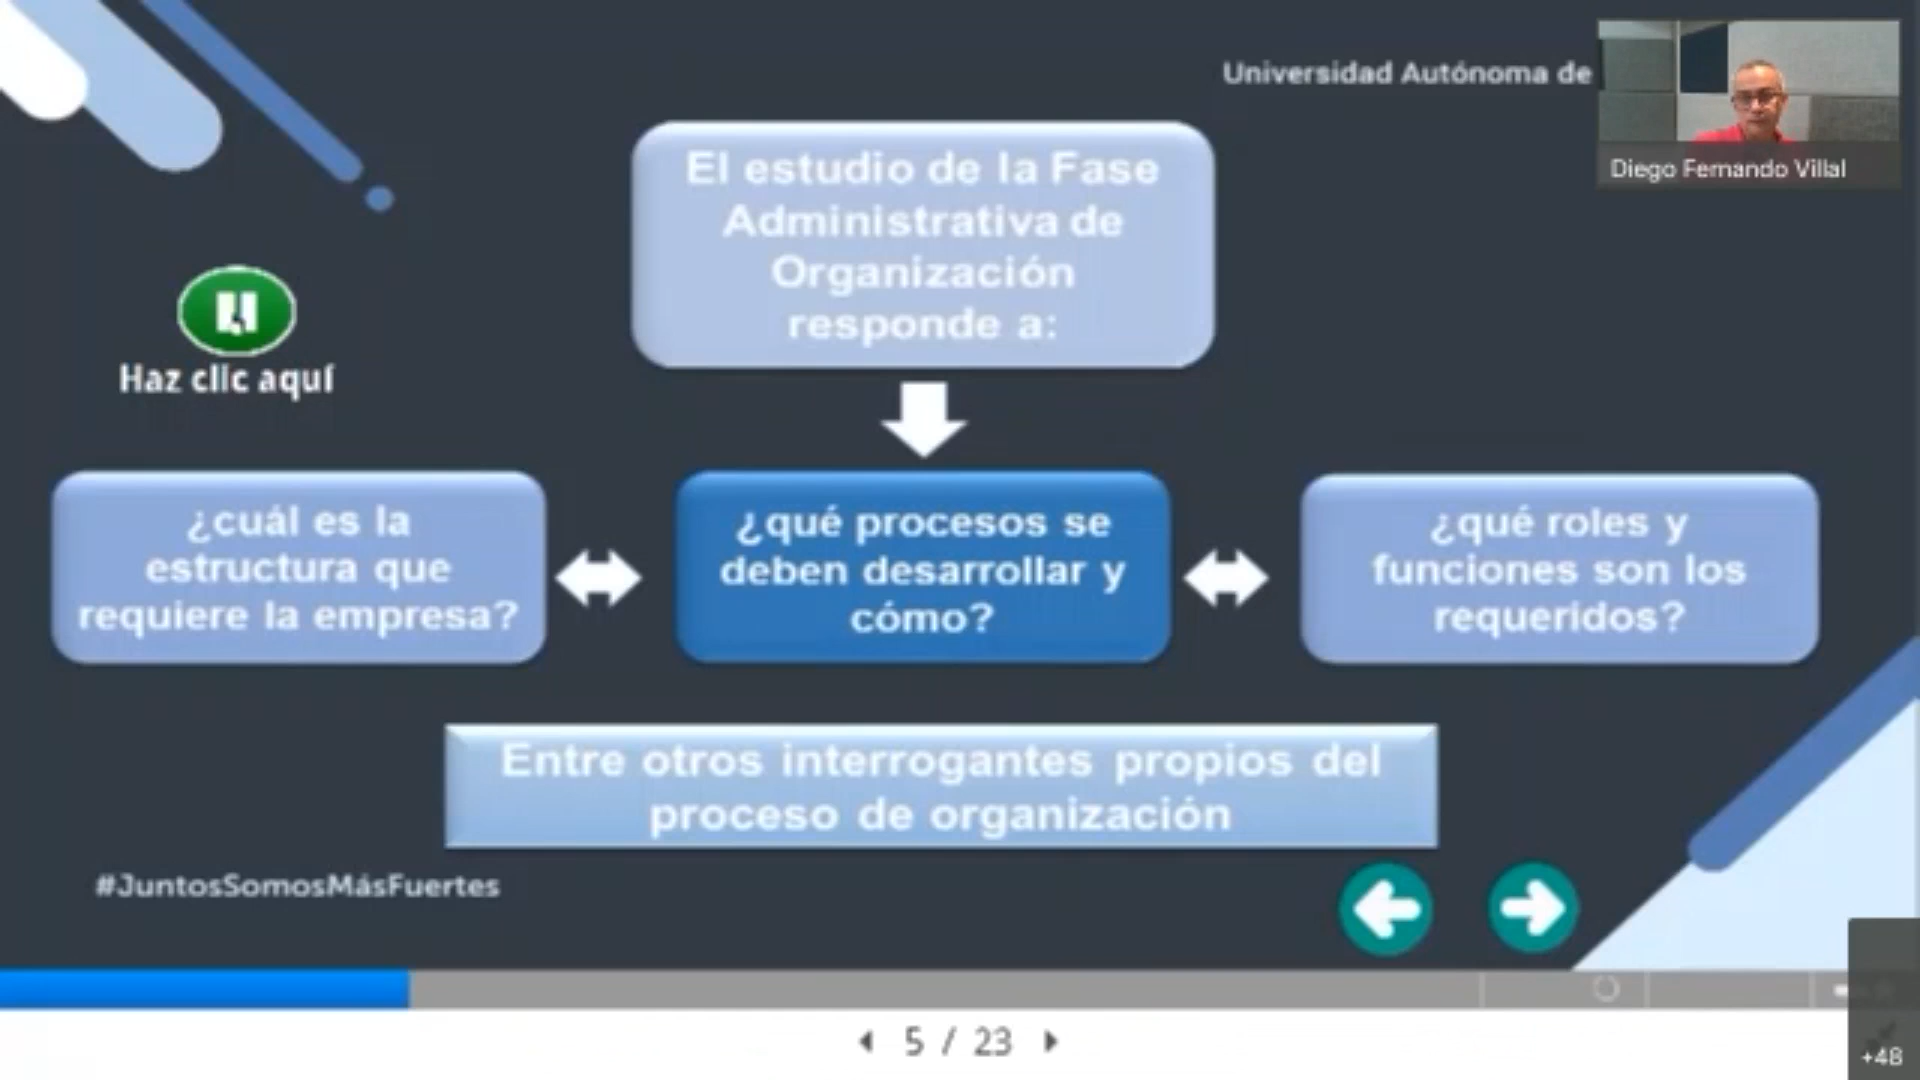 Universidad Autónoma de
Diego Fernando Villal
El estudio de la Fase
Administrativa de
Organización
responde a:
Haz clic aquí
¿cuál es la
estructura que
requiere la empresa?
¿qué procesos se
deben desarrollar y
cómo?
¿qué roles y
funciones son los
requeridos?
Entre otros interrogantes propios del
proceso de organización
#JuntosSomosMásFuertes
5 / 23
+48